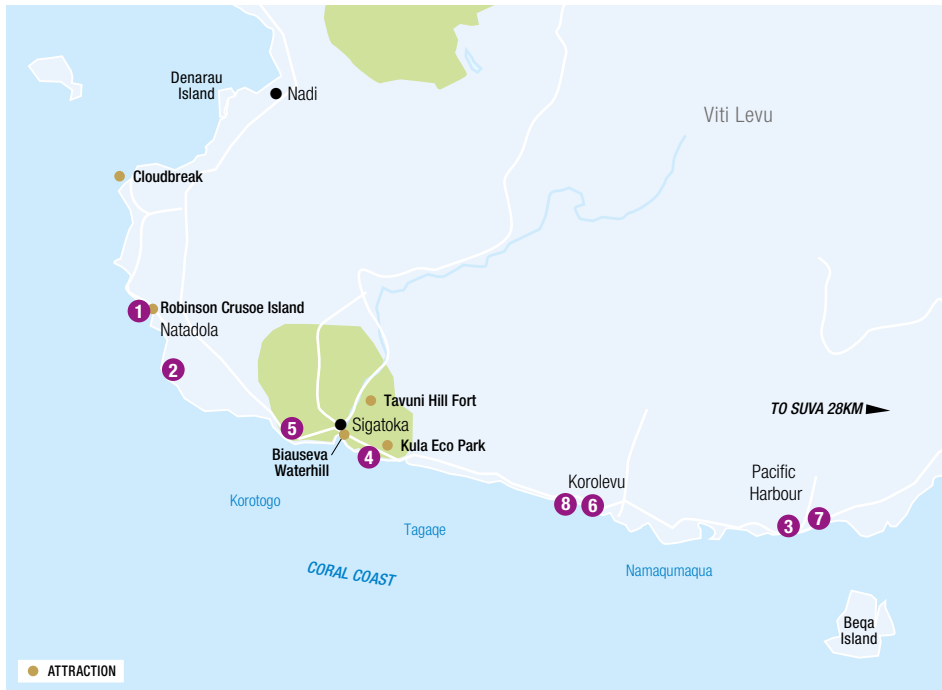 Denarau
Island
Nadi
Viti Levu
Cloudbreak
1
Robinson Crusoe Island
Natadola
2
Tavuni Hill Fort
TO SUVA 28KM
5
Sigatoka
Kula Eco Park
Biauseva
Waterhill
4
Korolevu
Pacific
Harbour
8
6
3
7
Korotogo
Tagaqe
CORAL COAST
Namaqumaqua
Beqa
Island
ATTRACTION